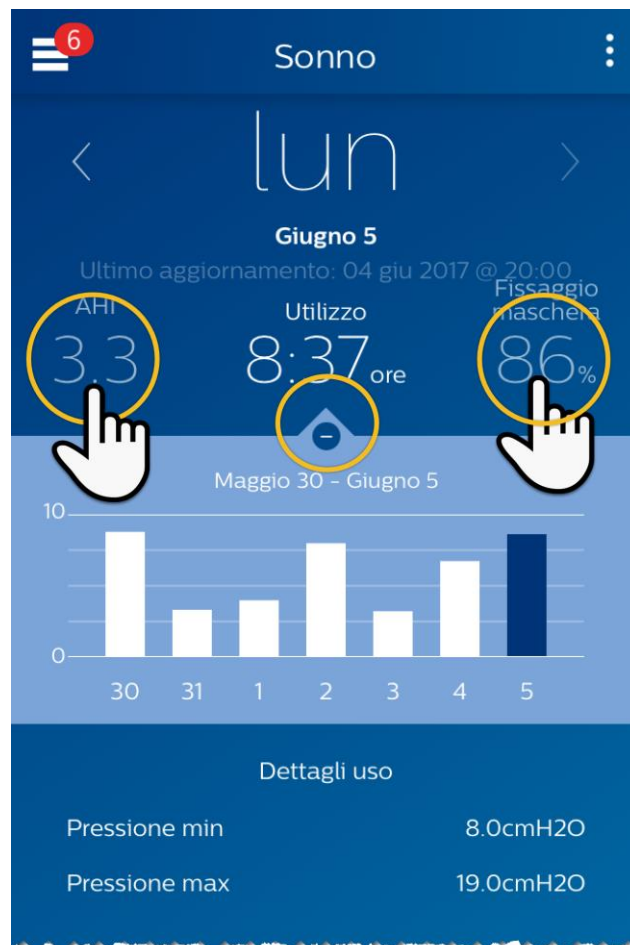 6
Sonno
lun
Giugno 5
Ultimo aggiornamento: 04 giu 2017 @ 20:00
AHI
3.3
Utilizzo
8:37 ore
Fissaggio
maschera
86%
Maggio 30 - Giugno 5
10
0
30 31 1 2 3 4 5
Dettagli uso
Pressione min 8.0cmH2O
Pressione max 19.0cmH2O